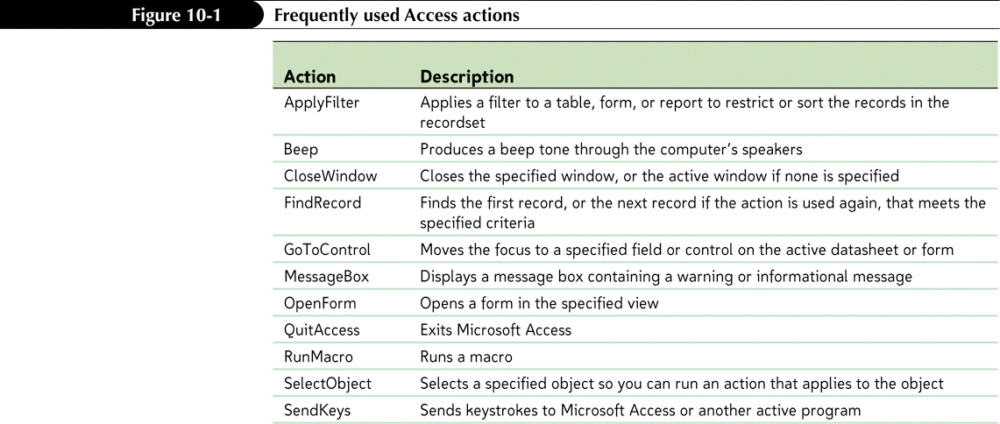 Figure 10-1 Frequently used Access actions
Action Description
ApplyFilter Applies a filter to a table, form, or report to restrict or sort the records in the
recordset
Beep Produces a beep tone through the computer's speakers
CloseWindow Closes the specified window, or the active window if none is specified
FindRecord Finds the first record, or the next record if the action is used again, that meets the
specified criteria
GoToControl Moves the focus to a specified field or control on the active datasheet or form
MessageBox Displays a message box containing a warning or informational message
OpenForm Opens a form in the specified view
QuitAccess Exits Microsoft Access
RunMacro Runs a macro
SelectObject Selects a specified object so you can run an action that applies to the object
SendKeys Sends keystrokes to Microsoft Access or another active program